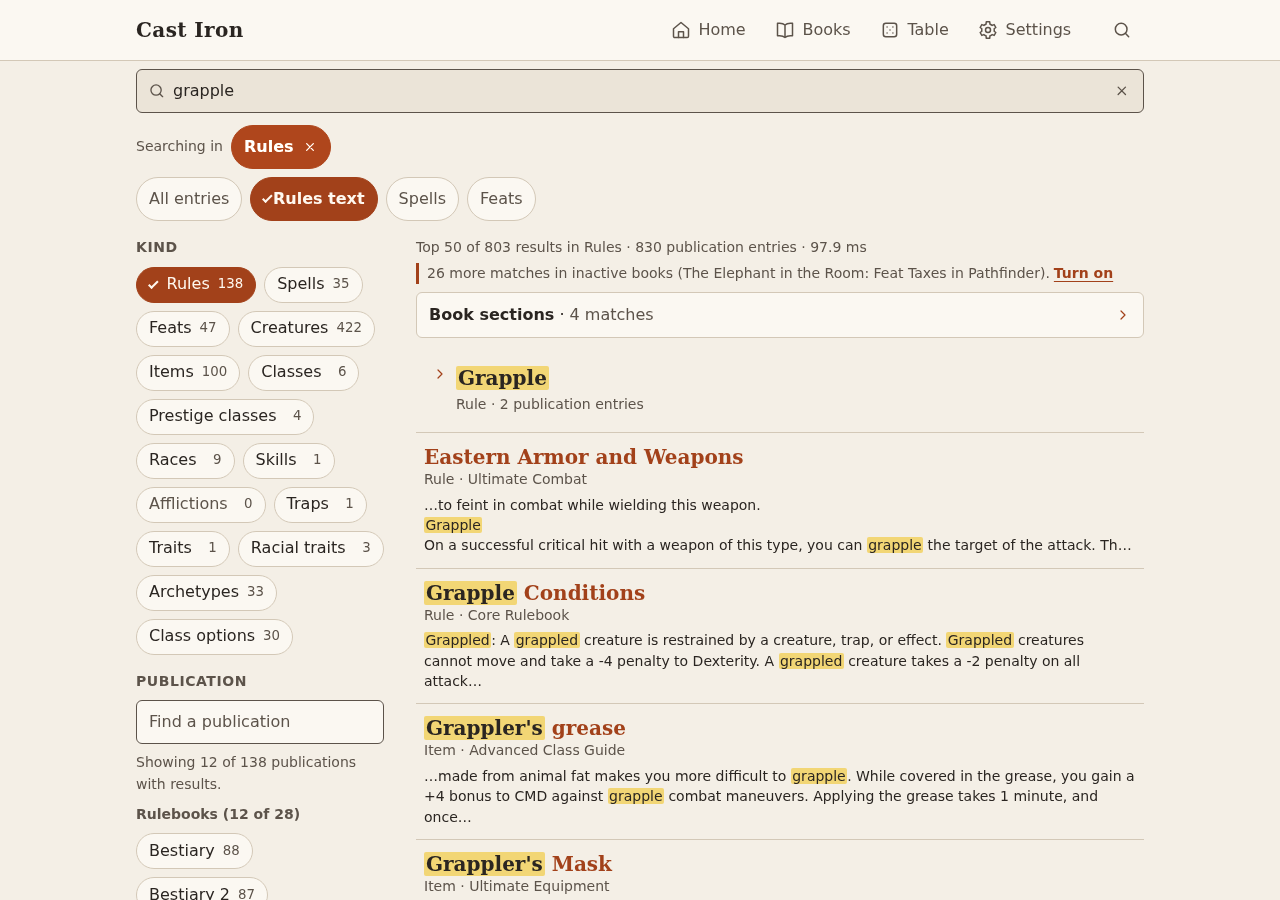 Cast Iron
Home
Books
Table
Settings
grapple
Searching in
Rules
All entries
Rules text
Spells
Feats
KIND
Rules 138
Spells 35
Feats 47
Creatures 422
Items 100
Classes 6
Prestige classes 4
Races 9
Skills 1
Afflictions 0
Traps 1
Traits 1
Racial traits 3
Archetypes 33
Class options 30
PUBLICATION
Find a publication
Showing 12 of 138 publications
with results.
Rulebooks (12 of 28)
Bestiary 88
Bestiary 2 87
Top 50 of 803 results in Rules · 830 publication entries · 97.9 ms
26 more matches in inactive books (The Elephant in the Room: Feat Taxes in Pathfinder). Turn on
Book sections · 4 matches
Grapple
Rule · 2 publication entries
Eastern Armor and Weapons
Rule · Ultimate Combat
…to feint in combat while wielding this weapon.
Grapple
On a successful critical hit with a weapon of this type, you can grapple the target of the attack. Th…
Grapple Conditions
Rule · Core Rulebook
Grappled: A grappled creature is restrained by a creature, trap, or effect. Grappled creatures
cannot move and take a -4 penalty to Dexterity. A grappled creature takes a -2 penalty on all
attack…
Grappler's grease
Item · Advanced Class Guide
…made from animal fat makes you more difficult to grapple. While covered in the grease, you gain a
+4 bonus to CMD against grapple combat maneuvers. Applying the grease takes 1 minute, and
once…
Grappler's Mask
Item · Ultimate Equipment